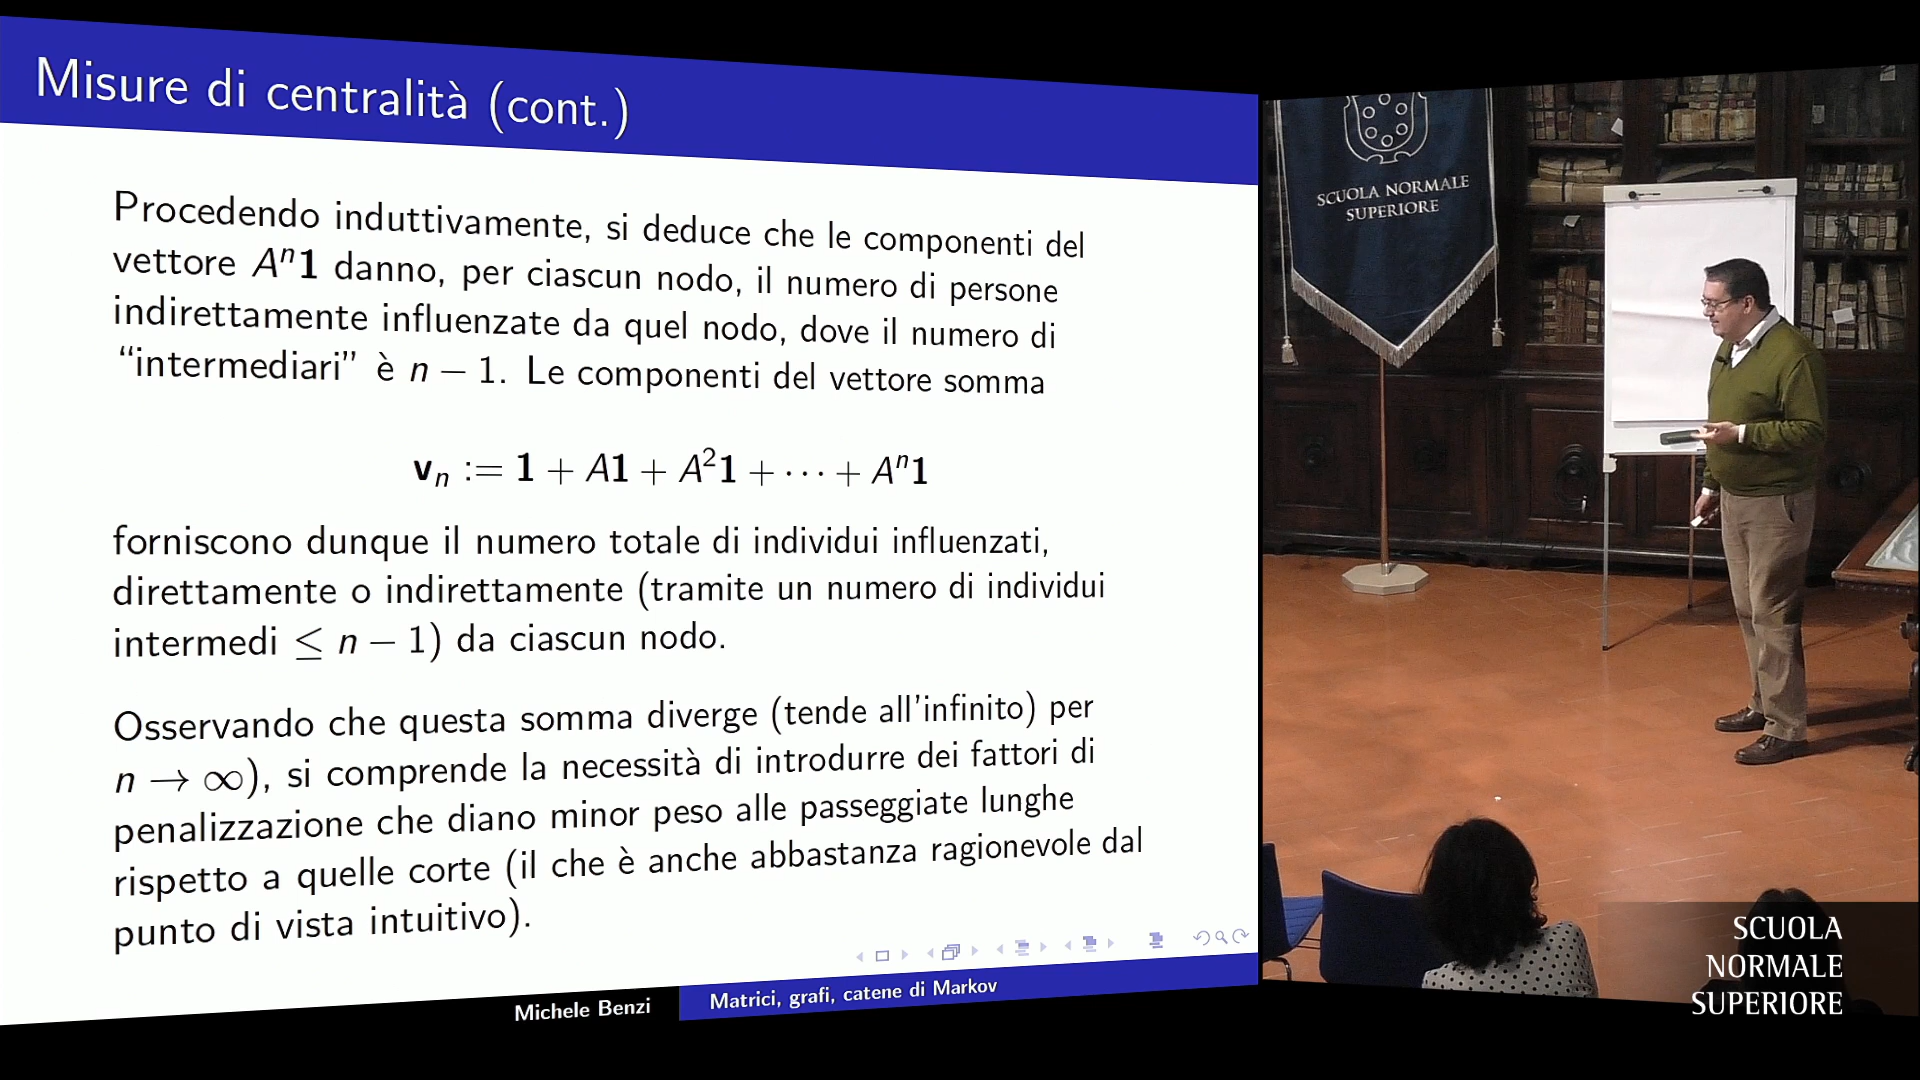 Misure di centralità (cont.)
Procedendo induttivamente, si deduce che le componenti del
vettore Aⁿ1 danno, per ciascun nodo, il numero di persone
indirettamente influenzate da quel nodo, dove il numero di
“intermediari” è n − 1. Le componenti del vettore somma
vₙ := 1 + A1 + A²1 + ··· + Aⁿ1
forniscono dunque il numero totale di individui influenzati,
direttamente o indirettamente (tramite un numero di individui
intermedi ≤ n − 1) da ciascun nodo.
Osservando che questa somma diverge (tende all'infinito) per
n → ∞), si comprende la necessità di introdurre dei fattori di
penalizzazione che diano minor peso alle passeggiate lunghe
rispetto a quelle corte (il che è anche abbastanza ragionevole dal
punto di vista intuitivo).
Michele Benzi
Matrici, grafi, catene di Markov
SCUOLA NORMALE
SUPERIORE
SCUOLA
NORMALE
SUPERIORE